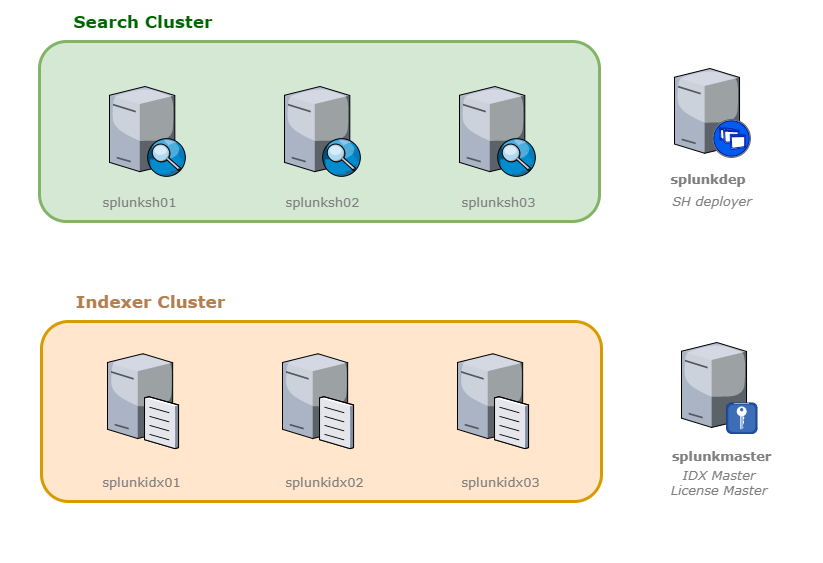 Search Cluster
splunksh01
splunksh02
splunksh03
splunkdep
SH deployer
Indexer Cluster
splunkidx01
splunkidx02
splunkidx03
splunkmaster
IDX Master
License Master